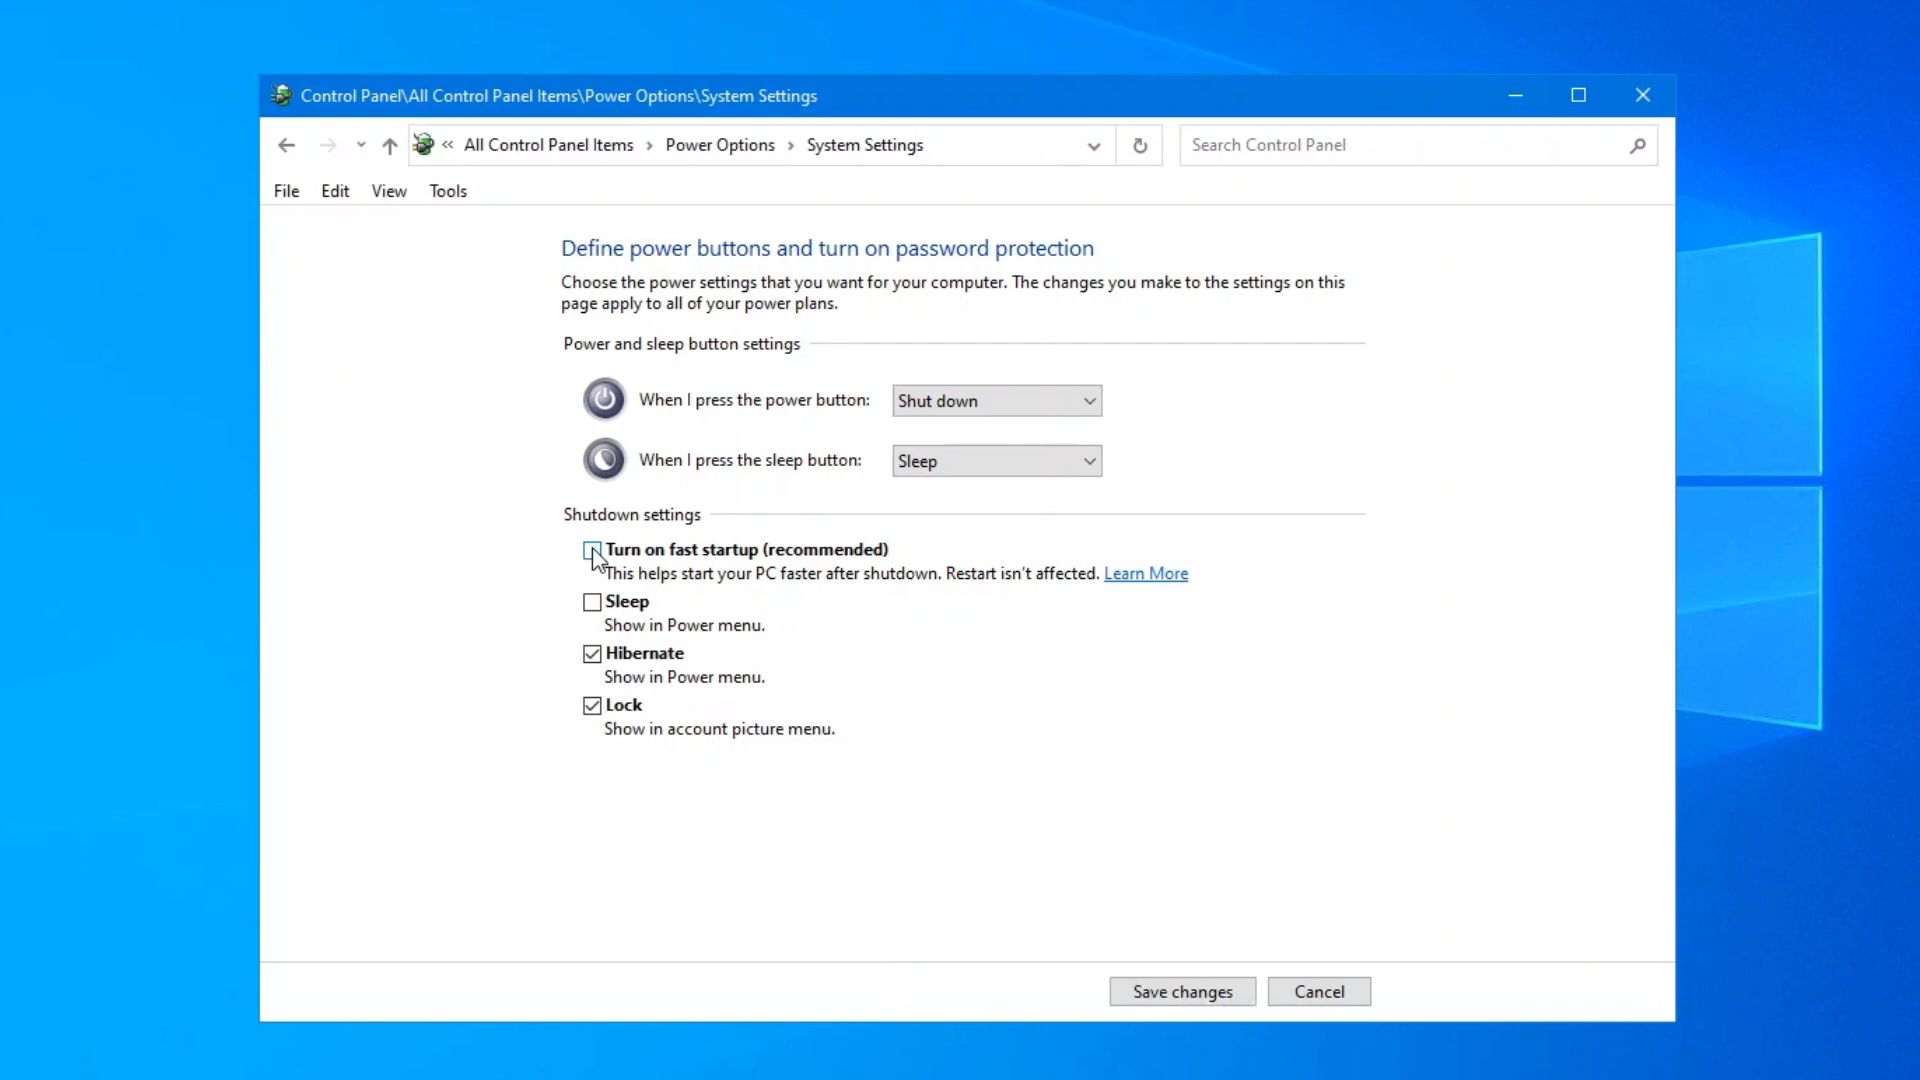 Control Panel\All Control Panel Items\Power Options\System Settings
« All Control Panel Items › Power Options › System Settings
Search Control Panel
File Edit View Tools
Define power buttons and turn on password protection
Choose the power settings that you want for your computer. The changes you make to the settings on this
page apply to all of your power plans.
Power and sleep button settings
When I press the power button: Shut down
When I press the sleep button: Sleep
Shutdown settings
Turn on fast startup (recommended)
This helps start your PC faster after shutdown. Restart isn't affected. Learn More
Sleep
Show in Power menu.
Hibernate
Show in Power menu.
Lock
Show in account picture menu.
Save changes Cancel